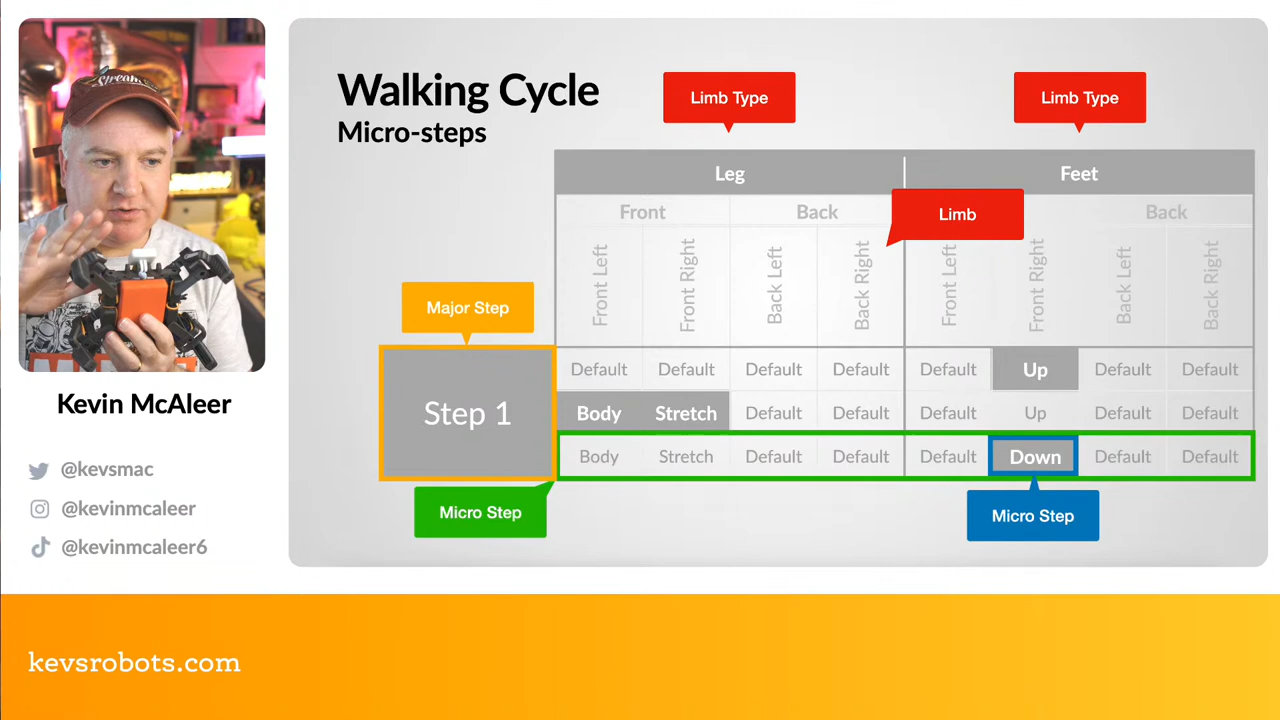 Stream
Kevin McAleer
@kevsmac
@kevinmcaleer
@kevinmcaleer6
Walking Cycle
Micro-steps
Limb Type
Limb Type
Leg
Feet
Front
Back
Limb
Back
Front Left
Front Right
Back Left
Back Right
Front Left
Front Right
Back Left
Back Right
Major Step
Step 1
Default Default Default Default Default Up Default Default
Body Stretch Default Default Default Up Default Default
Body Stretch Default Default Default Down Default Default
Micro Step
Micro Step
kevsrobots.com